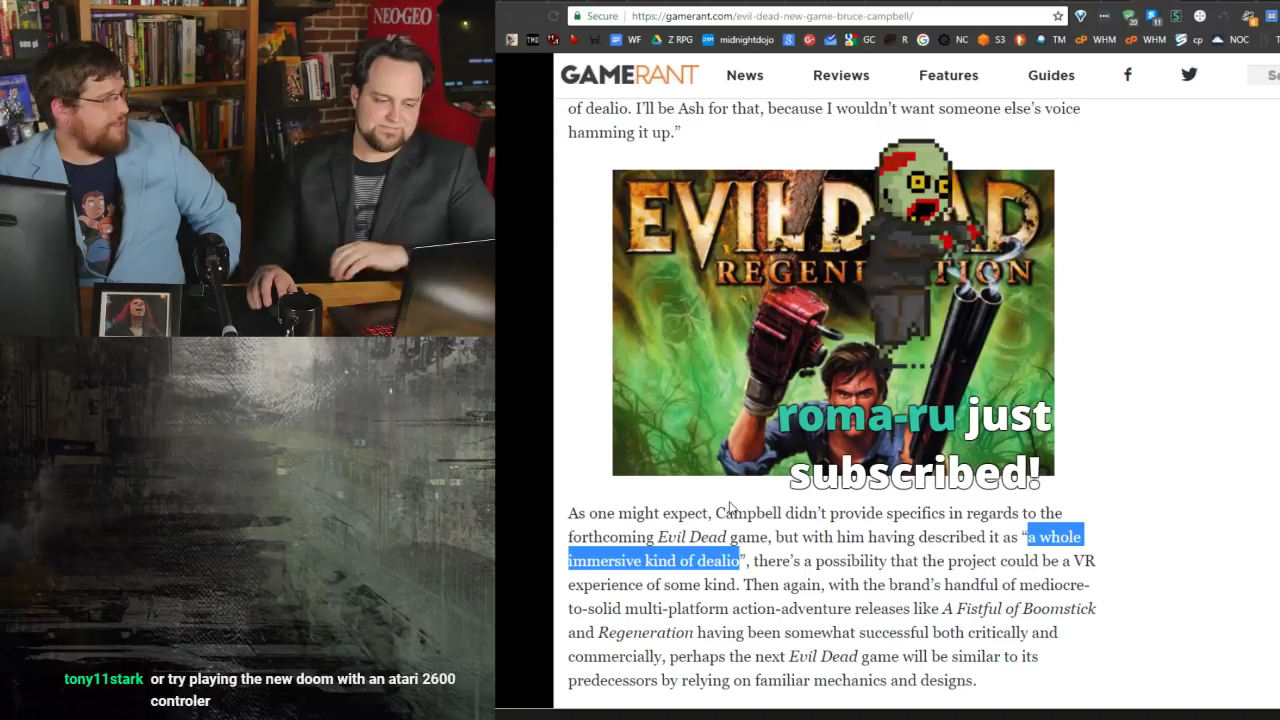 NEO·GEO
Secure
https://gamerant.com/evil-dead-new-game-bruce-campbell/
WF
Z RPG
midnightdojo
GC
R
NC
S3
TM
WHM
WHM
cp
NOC
GAMERANT
News
Reviews
Features
Guides
of dealio. I'll be Ash for that, because I wouldn't want someone else's voice
hamming it up.”
EVIL DEAD
REGENERATION
roma-ru just
subscribed!
As one might expect, Campbell didn't provide specifics in regards to the
forthcoming Evil Dead game, but with him having described it as “a whole
immersive kind of dealio”, there's a possibility that the project could be a VR
experience of some kind. Then again, with the brand's handful of mediocre-
to-solid multi-platform action-adventure releases like A Fistful of Boomstick
and Regeneration having been somewhat successful both critically and
commercially, perhaps the next Evil Dead game will be similar to its
predecessors by relying on familiar mechanics and designs.
tony11stark or try playing the new doom with an atari 2600
controler